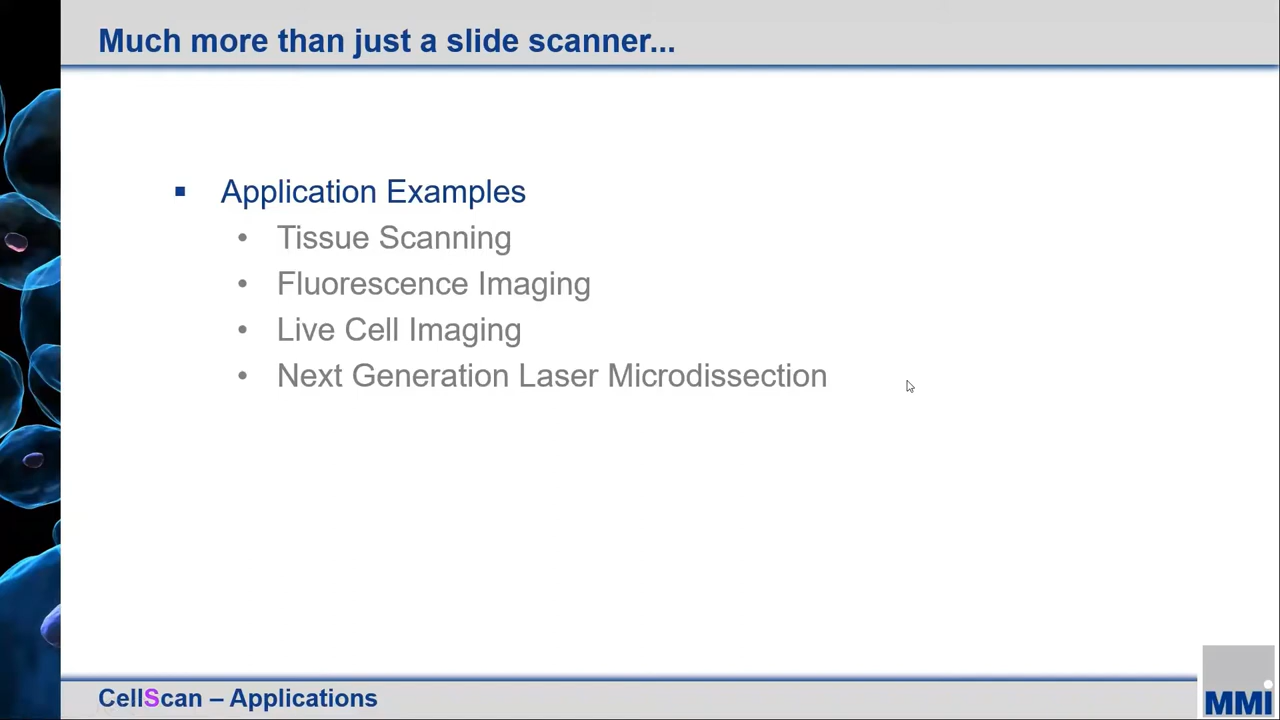 Much more than just a slide scanner...
▪ Application Examples
• Tissue Scanning
• Fluorescence Imaging
• Live Cell Imaging
• Next Generation Laser Microdissection
CellScan – Applications
MMi